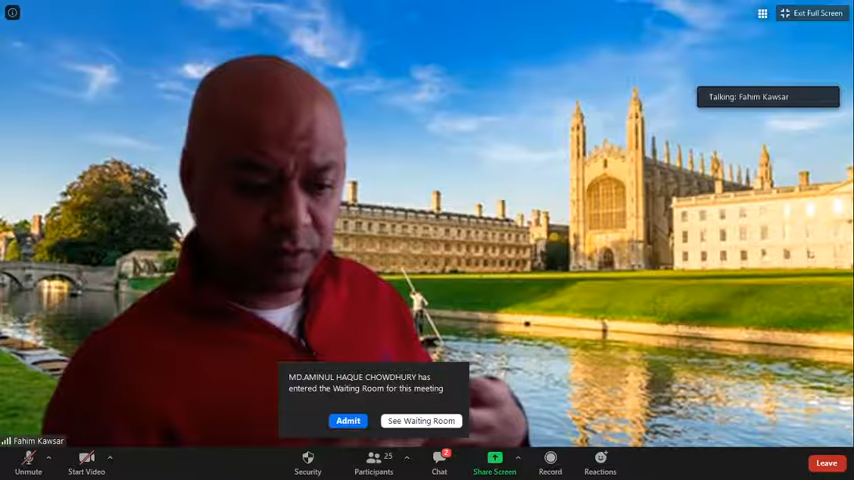 Exit Full Screen
Talking: Fahim Kawsar
MD.AMINUL HAQUE CHOWDHURY has
entered the Waiting Room for this meeting
Admit
See Waiting Room
Fahim Kawsar
Unmute
Start Video
Security
Participants
25
Chat
2
Share Screen
Record
Reactions
Leave